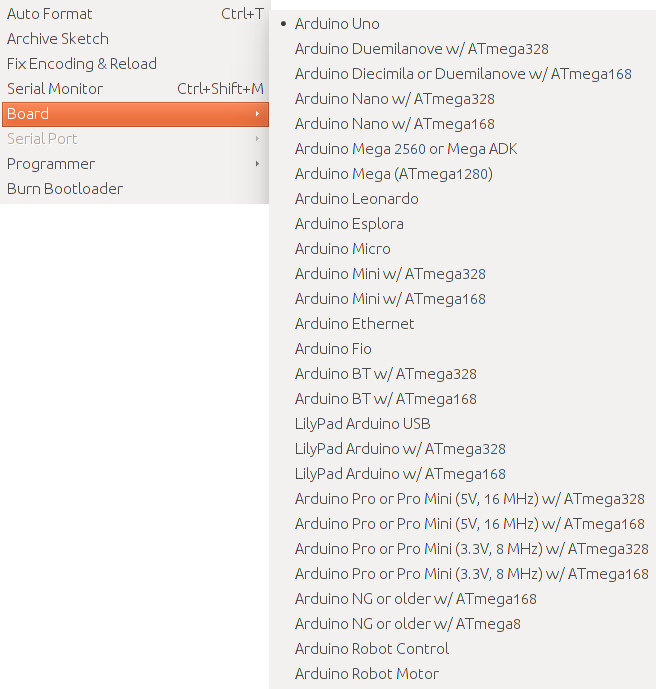 Auto Format Ctrl+T
Archive Sketch
Fix Encoding & Reload
Serial Monitor Ctrl+Shift+M
Board
Serial Port
Programmer
Burn Bootloader
Arduino Uno
Arduino Duemilanove w/ ATmega328
Arduino Diecimila or Duemilanove w/ ATmega168
Arduino Nano w/ ATmega328
Arduino Nano w/ ATmega168
Arduino Mega 2560 or Mega ADK
Arduino Mega (ATmega1280)
Arduino Leonardo
Arduino Esplora
Arduino Micro
Arduino Mini w/ ATmega328
Arduino Mini w/ ATmega168
Arduino Ethernet
Arduino Fio
Arduino BT w/ ATmega328
Arduino BT w/ ATmega168
LilyPad Arduino USB
LilyPad Arduino w/ ATmega328
LilyPad Arduino w/ ATmega168
Arduino Pro or Pro Mini (5V, 16 MHz) w/ ATmega328
Arduino Pro or Pro Mini (5V, 16 MHz) w/ ATmega168
Arduino Pro or Pro Mini (3.3V, 8 MHz) w/ ATmega328
Arduino Pro or Pro Mini (3.3V, 8 MHz) w/ ATmega168
Arduino NG or older w/ ATmega168
Arduino NG or older w/ ATmega8
Arduino Robot Control
Arduino Robot Motor